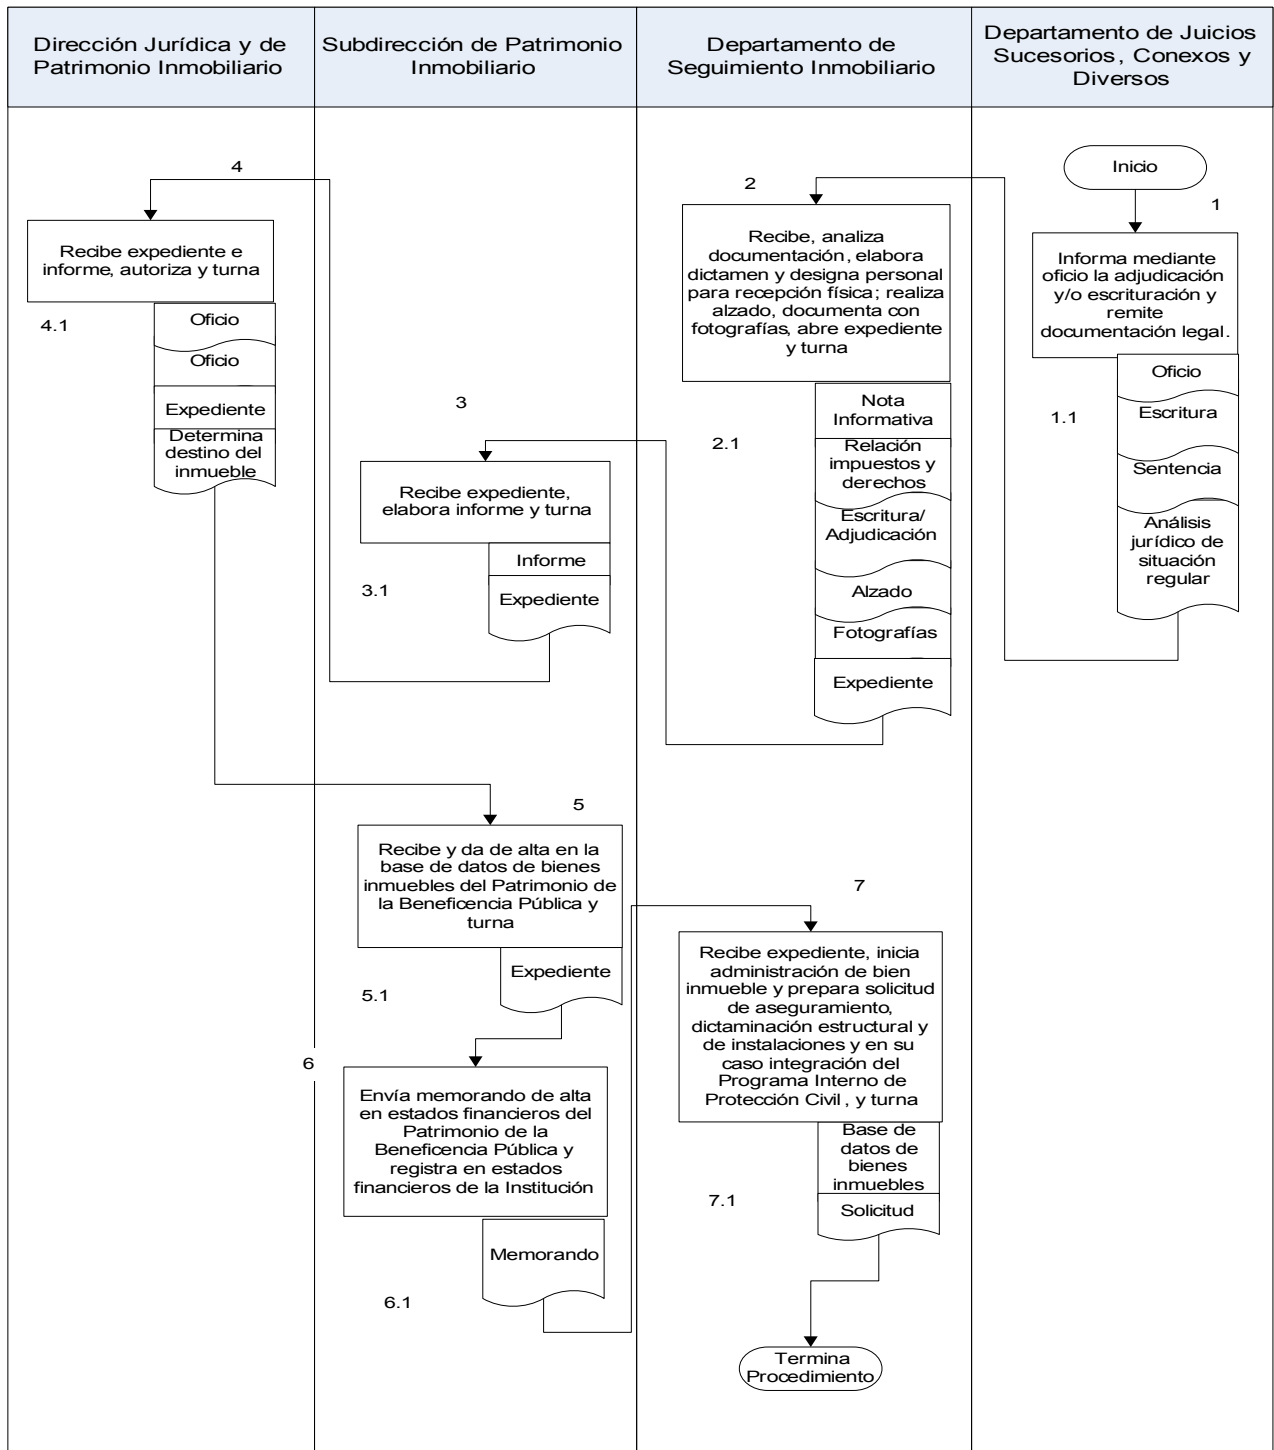 Dirección Jurídica y de
Patrimonio Inmobiliario
Subdirección de Patrimonio
Inmobiliario
Departamento de
Seguimiento Inmobiliario
Departamento de Juicios
Sucesorios, Conexos y
Diversos
Inicio
1
Informa mediante
oficio la adjudicación
y/o escrituración y
remite
documentación legal.
1.1
Oficio
Escritura
Sentencia
Análisis
jurídico de
situación
regular
2
Recibe, analiza
documentación, elabora
dictamen y designa personal
para recepción física; realiza
alzado, documenta con
fotografías, abre expediente
y turna
2.1
Nota
Informativa
Relación
impuestos y
derechos
Escritura/
Adjudicación
Alzado
Fotografías
Expediente
3
Recibe expediente,
elabora informe y turna
3.1
Informe
Expediente
4
Recibe expediente e
informe, autoriza y turna
4.1
Oficio
Oficio
Expediente
Determina
destino del
inmueble
5
Recibe y da de alta en la
base de datos de bienes
inmuebles del Patrimonio de
la Beneficencia Pública y
turna
5.1
Expediente
6
Envía memorando de alta
en estados financieros del
Patrimonio de la
Beneficencia Pública y
registra en estados
financieros de la Institución
6.1
Memorando
7
Recibe expediente, inicia
administración de bien
inmueble y prepara solicitud
de aseguramiento,
dictaminación estructural y
de instalaciones y en su
caso integración del
Programa Interno de
Protección Civil , y turna
7.1
Base de
datos de
bienes
inmuebles
Solicitud
Termina
Procedimiento